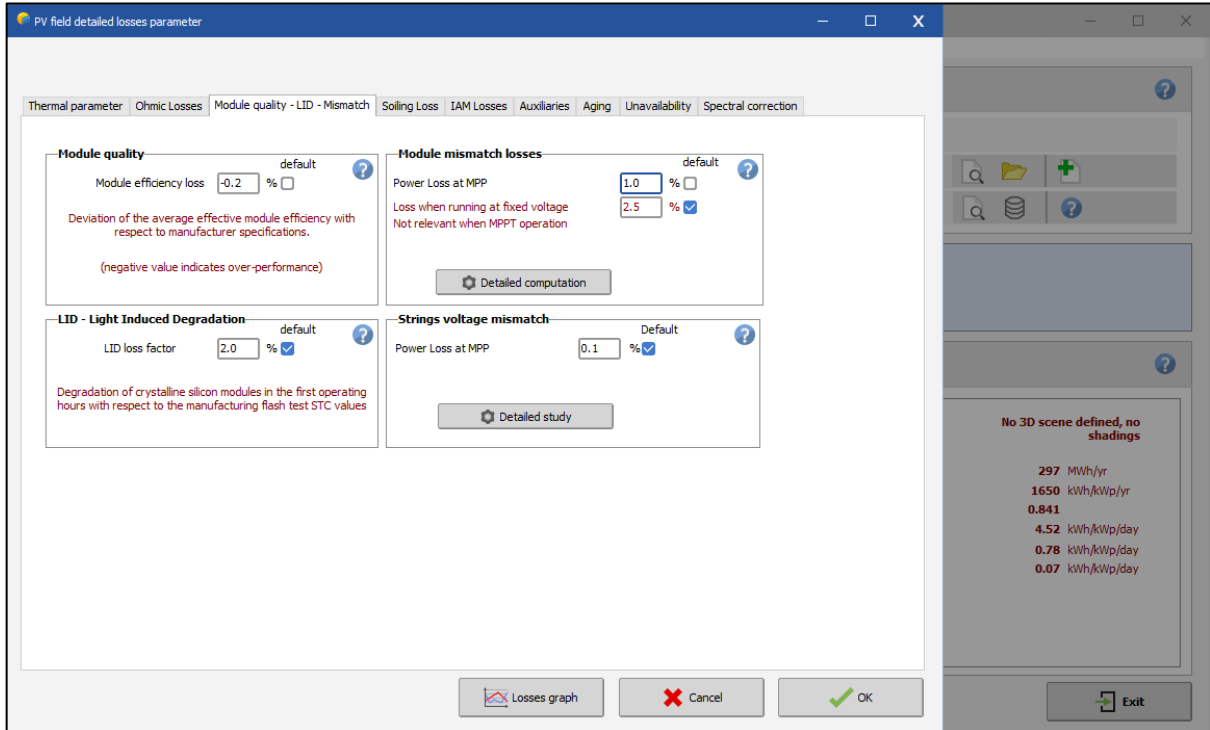 PV field detailed losses parameter
Thermal parameter Ohmic Losses Module quality - LID - Mismatch Soiling Loss IAM Losses Auxiliaries Aging Unavailability Spectral correction
Module quality
default
Module efficiency loss -0.2 %
Deviation of the average effective module efficiency with
respect to manufacturer specifications.
(negative value indicates over-performance)
Module mismatch losses
default
Power Loss at MPP 1.0 %
Loss when running at fixed voltage 2.5 %
Not relevant when MPPT operation
Detailed computation
LID - Light Induced Degradation
default
LID loss factor 2.0 %
Degradation of crystalline silicon modules in the first operating
hours with respect to the manufacturing flash test STC values
Strings voltage mismatch
Default
Power Loss at MPP 0.1 %
Detailed study
No 3D scene defined, no
shadings
297 MWh/yr
1650 kWh/kWp/yr
0.841
4.52 kWh/kWp/day
0.78 kWh/kWp/day
0.07 kWh/kWp/day
Losses graph Cancel OK
Exit